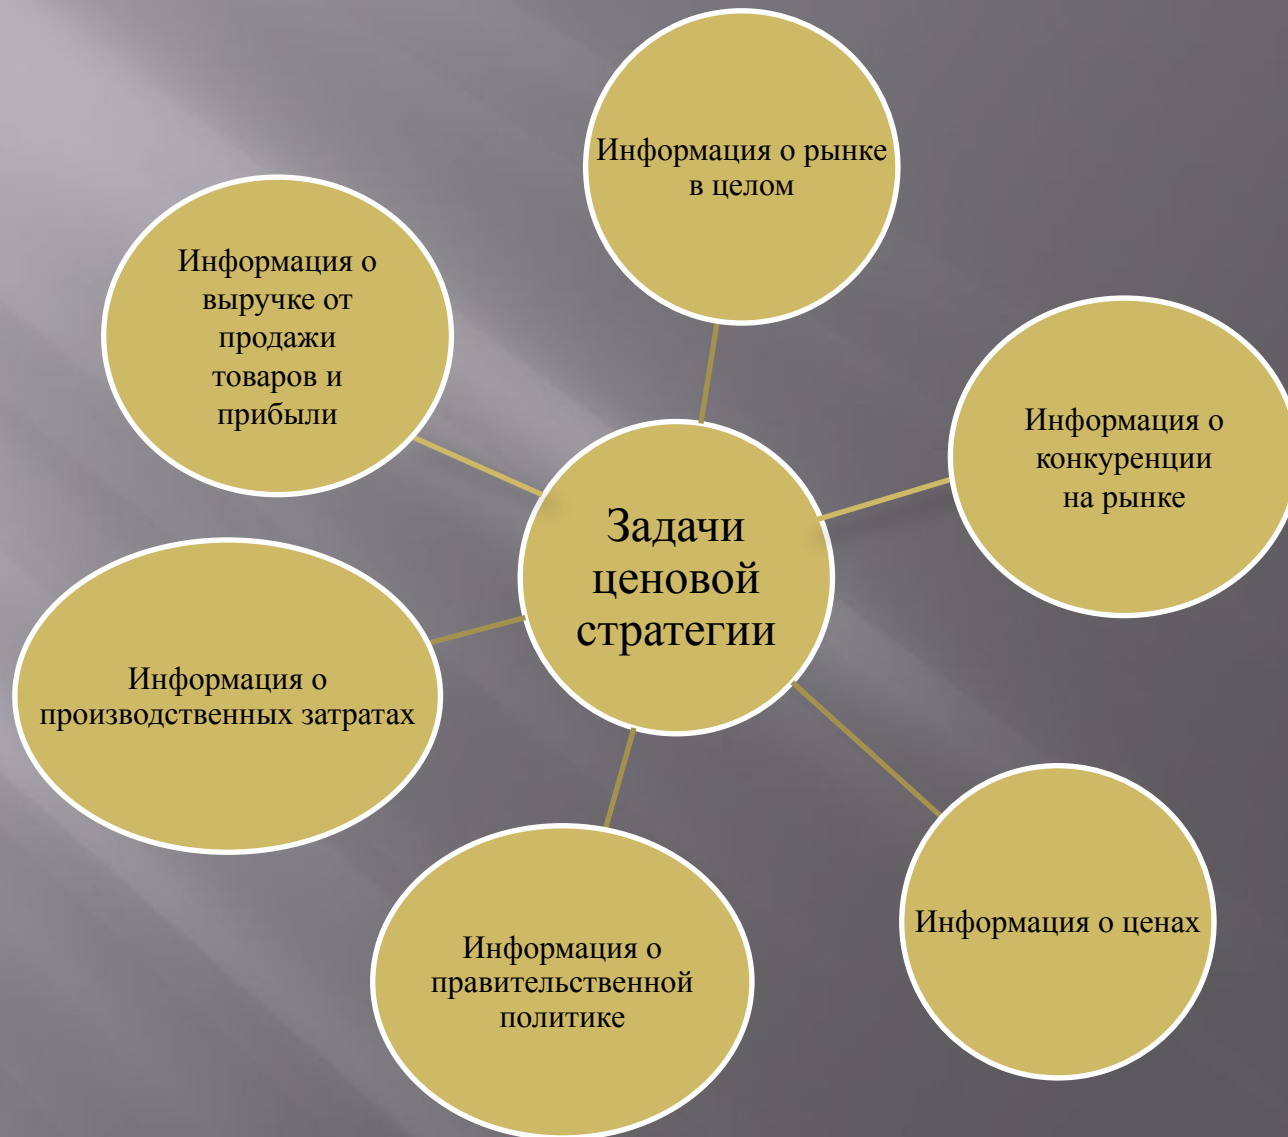 Информация о рынке
в целом
Информация о
выручке от
продажи
товаров и
прибыли
Информация о
конкуренции
на рынке
Задачи
ценовой
стратегии
Информация о
производственных затратах
Информация о ценах
Информация о
правительственной
политике